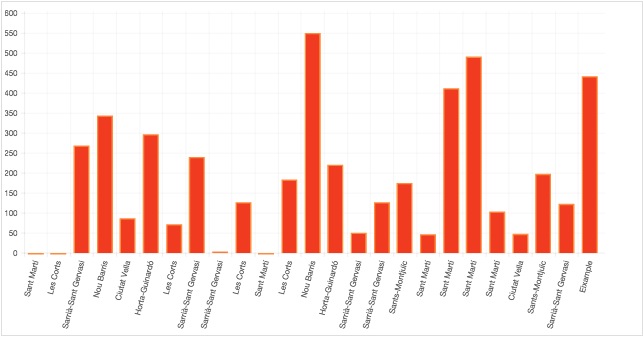 600
550
500
450
400
350
300
250
200
150
100
50
0
Sant Martí
Les Corts
Sarrià-Sant Gervasi
Nou Barris
Ciutat Vella
Horta-Guinardó
Les Corts
Sarrià-Sant Gervasi
Sarrià-Sant Gervasi
Les Corts
Sant Martí
Les Corts
Nou Barris
Horta-Guinardó
Sarrià-Sant Gervasi
Sarrià-Sant Gervasi
Sants-Montjuïc
Sant Martí
Sant Martí
Sant Martí
Sant Martí
Ciutat Vella
Sants-Montjuïc
Sarrià-Sant Gervasi
Eixample